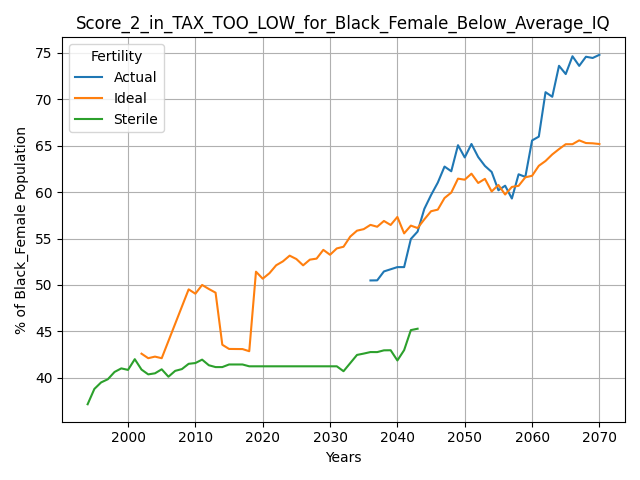 Score_2_in_TAX_TOO_LOW_for_Black_Female_Below_Average_IQ
Fertility
Actual
Ideal
Sterile
% of Black_Female Population
75
70
65
60
55
50
45
40
2000
2010
2020
2030
2040
2050
2060
2070
Years